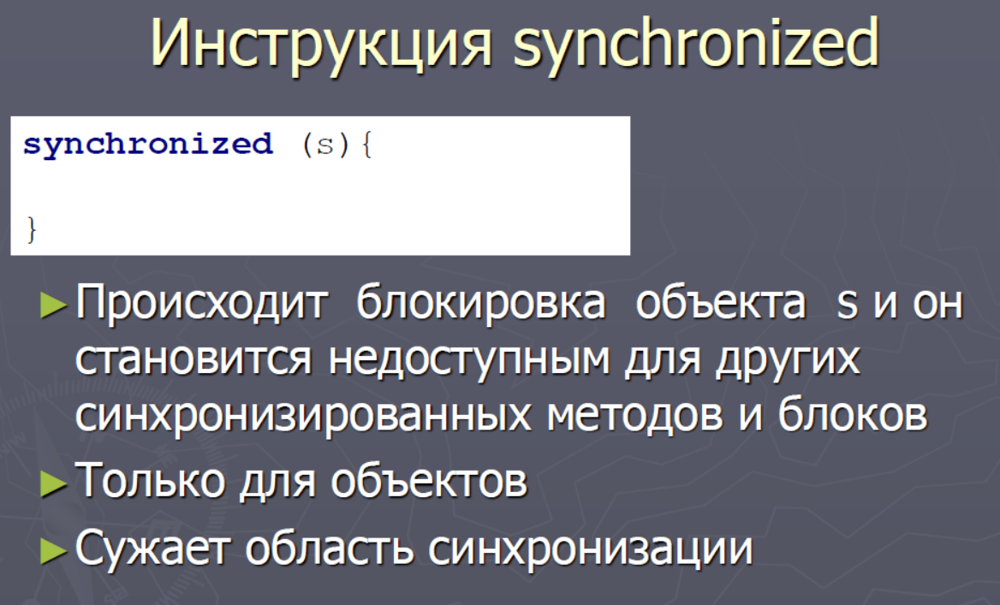 Инструкция synchronized
synchronized (s){
}
►Происходит блокировка объекта s и он
становится недоступным для других
синхронизированных методов и блоков
►Только для объектов
►Сужает область синхронизации